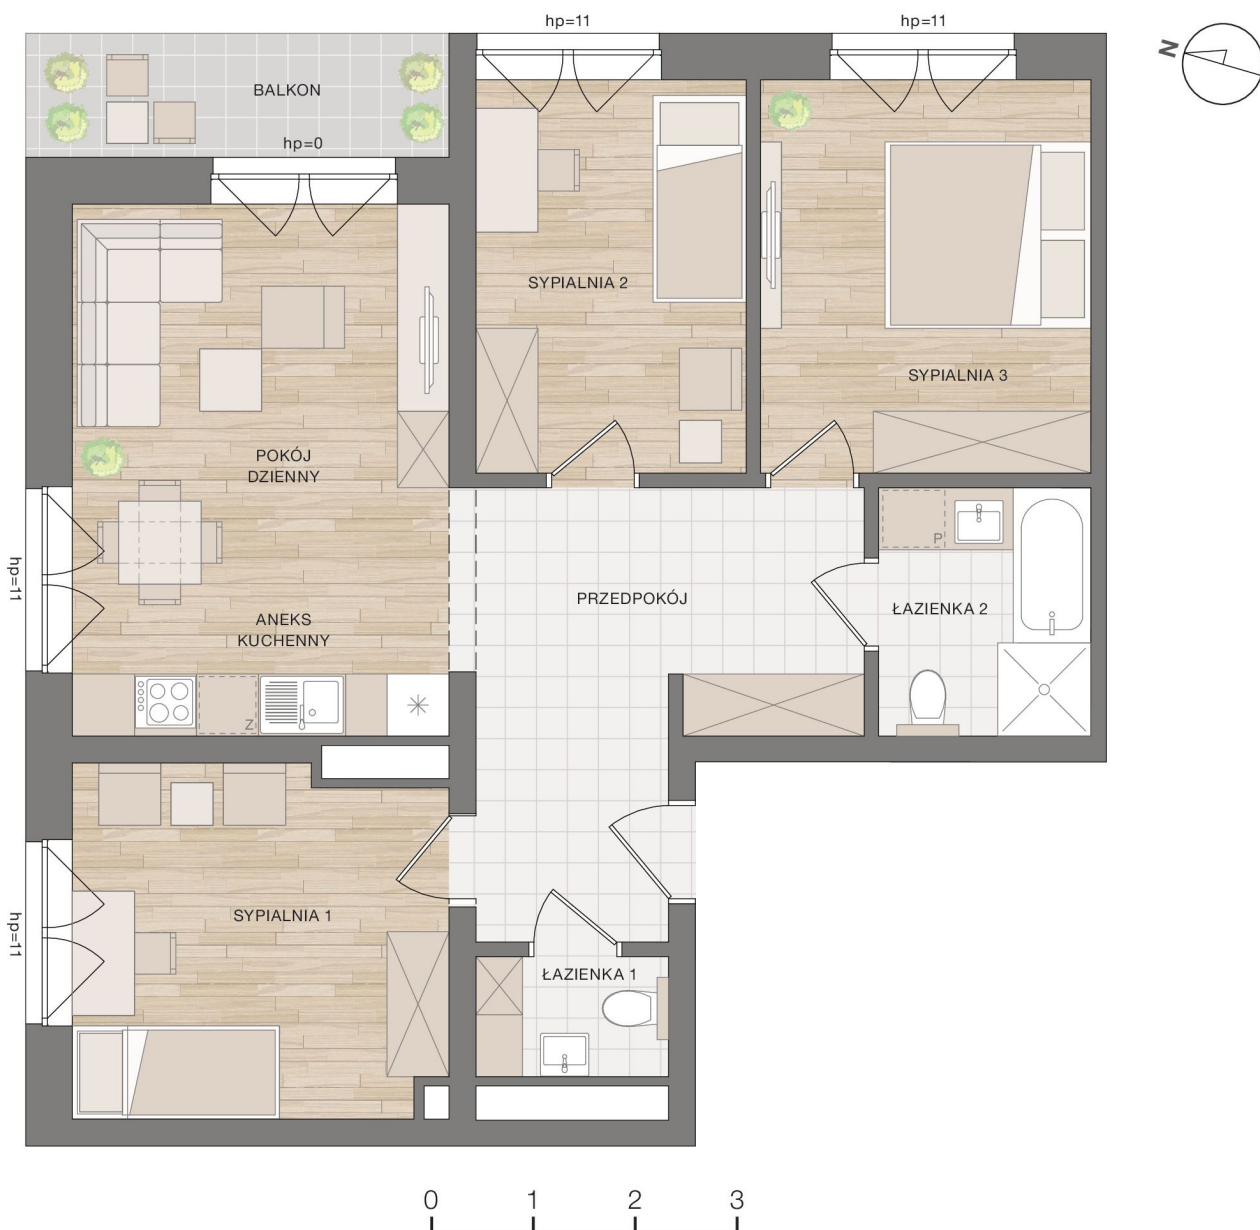 hp=11
hp=11
N
BALKON
hp=0
SYPIALNIA 2
SYPIALNIA 3
POKÓJ
DZIENNY
hp=11
P
PRZEDPOKÓJ
ŁAZIENKA 2
ANEKS
KUCHENNY
Z
SYPIALNIA 1
hp=11
ŁAZIENKA 1
0 1 2 3